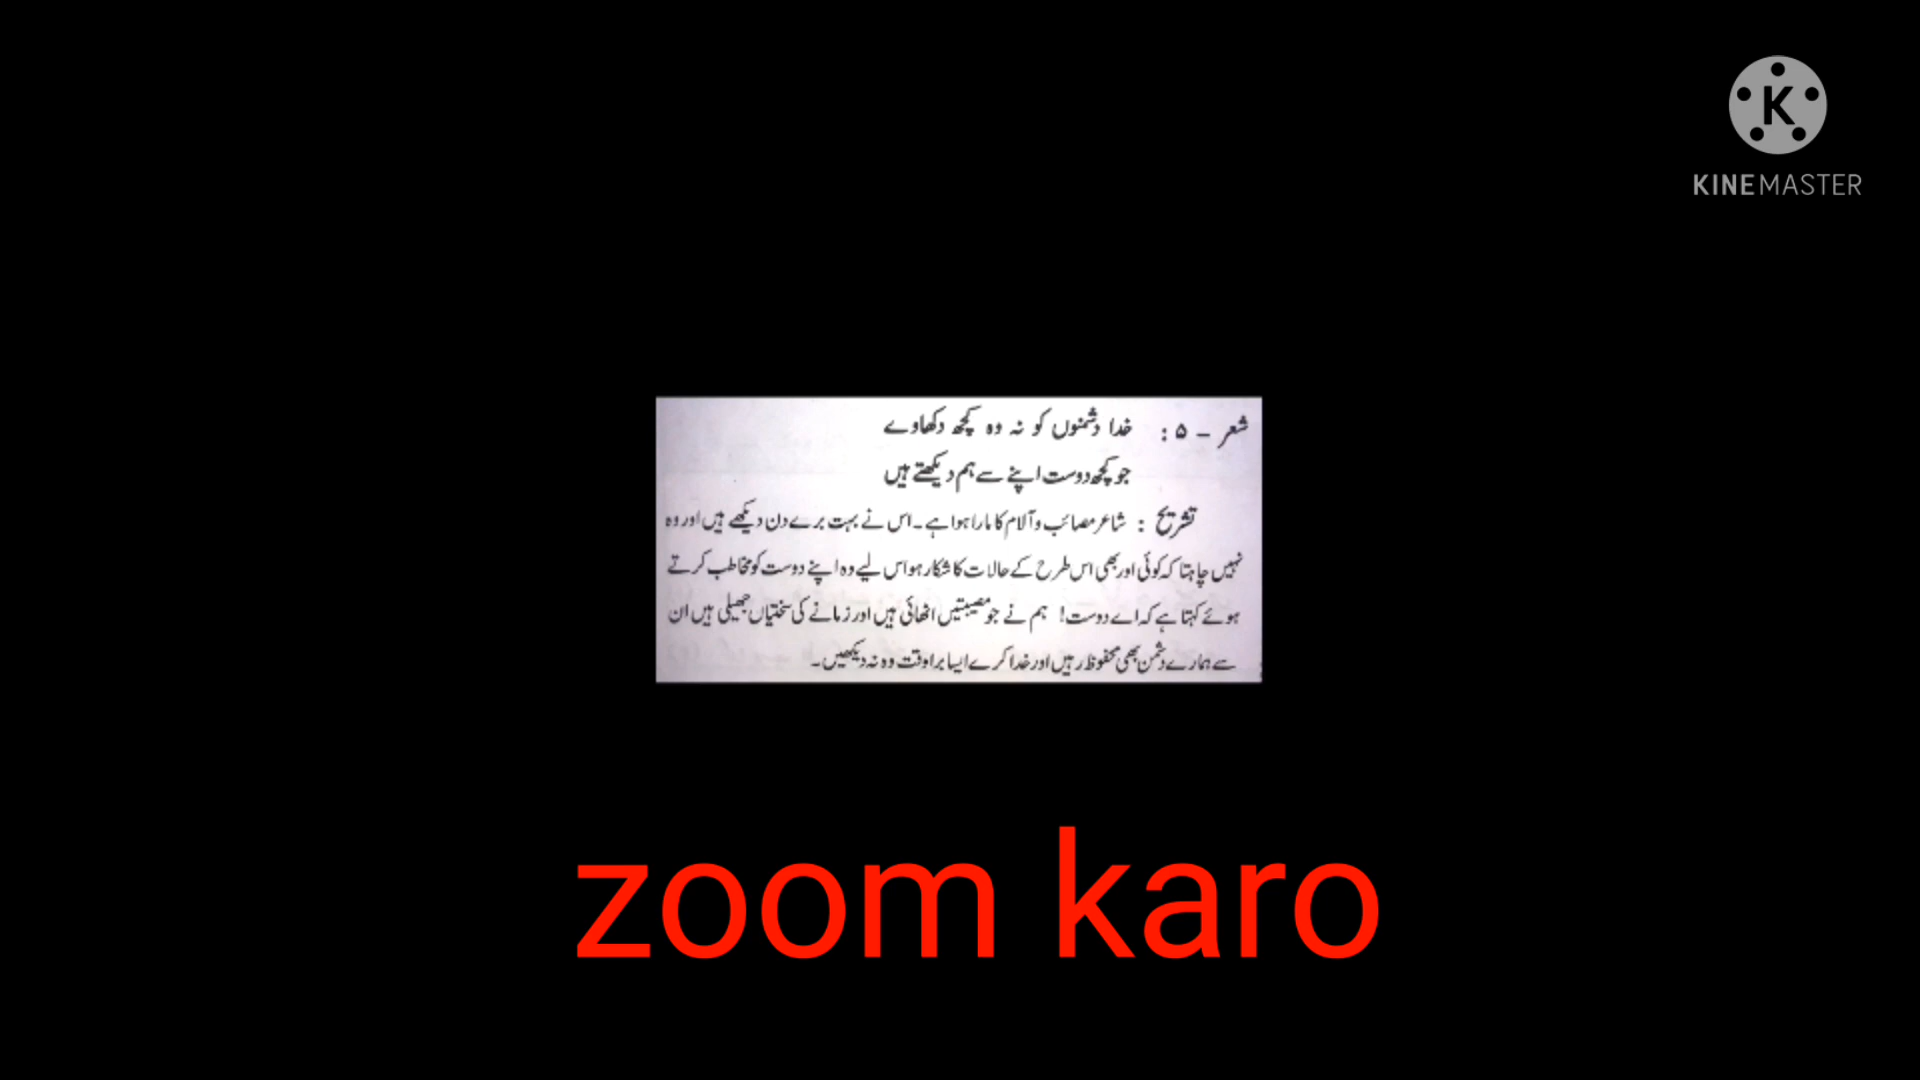 KINEMASTER
شعر - ۵: خدا دشمنوں کو نہ وہ کچھ دکھاوے
جو کچھ دوست اپنے سے ہم دیکھتے ہیں
تشریح : شاعر مصائب و آلام کا مارا ہوا ہے۔ اس نے بہت برے دن دیکھے ہیں اور وہ
نہیں چاہتا کہ کوئی اور بھی اس طرح کے حالات کا شکار ہو اس لیے وہ اپنے دوست کو مخاطب کرتے
ہوئے کہتا ہے کہ اے دوست! ہم نے جو مصیبتیں اٹھائی ہیں اور زمانے کی سختیاں جھیلی ہیں ان
سے ہمارے دشمن بھی محفوظ رہیں اور خدا کرے ایسا برا وقت وہ نہ دیکھیں۔
zoom karo